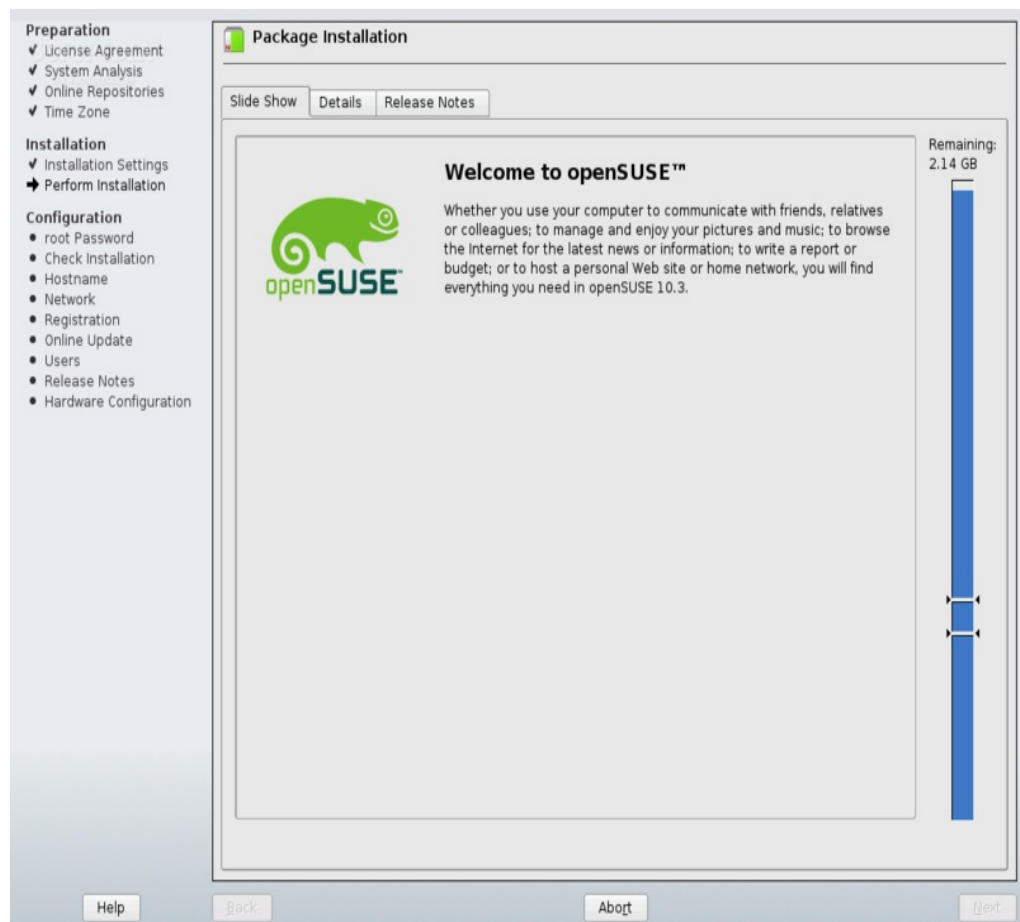 Preparation
License Agreement
System Analysis
Online Repositories
Time Zone
Installation
Installation Settings
Perform Installation
Configuration
root Password
Check Installation
Hostname
Network
Registration
Online Update
Users
Release Notes
Hardware Configuration
Package Installation
Slide Show
Details
Release Notes
openSUSE™
Welcome to openSUSE™
Whether you use your computer to communicate with friends, relatives
or colleagues; to manage and enjoy your pictures and music; to browse
the Internet for the latest news or information; to write a report or
budget; or to host a personal Web site or home network, you will find
everything you need in openSUSE 10.3.
Remaining:
2.14 GB
Help
Back
Abort
Next